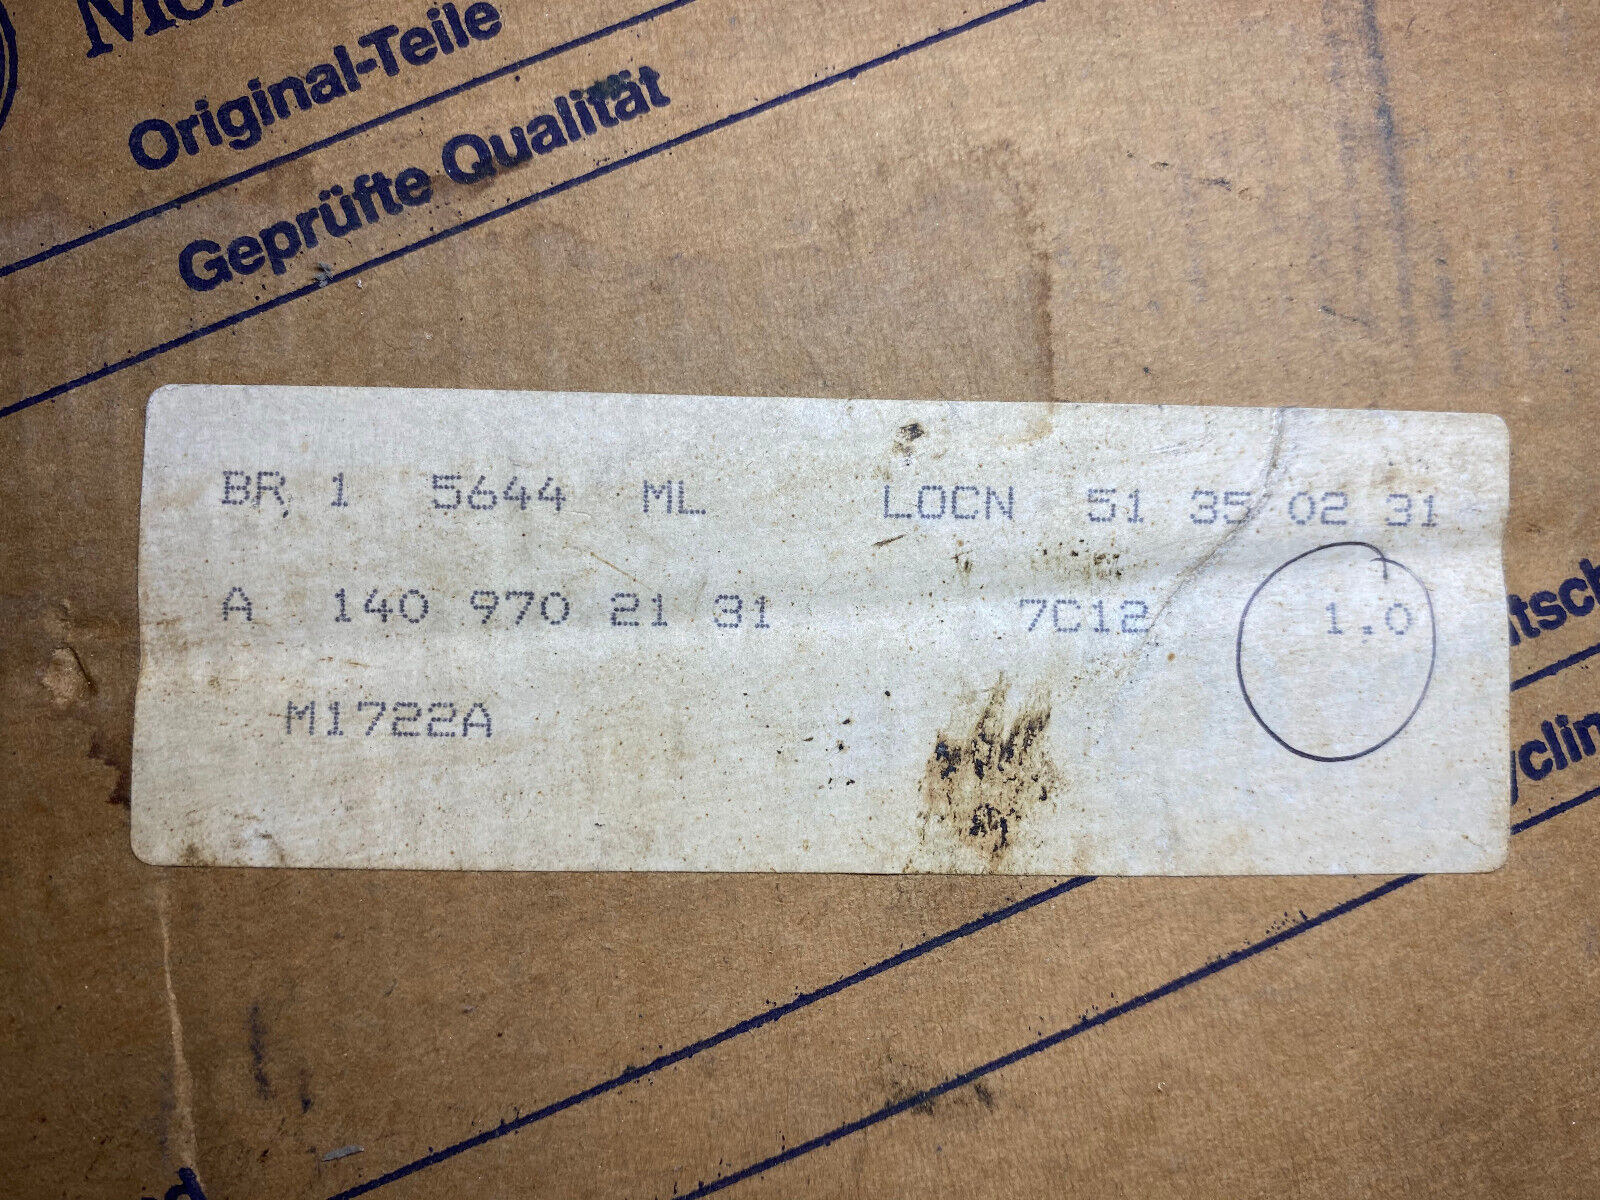 Original-Teile
Geprüfte Qualität
BR, 1 5644 ML LOCN 51 35 02 31
A 140 970 21 31 7C12 1.0
M1722A